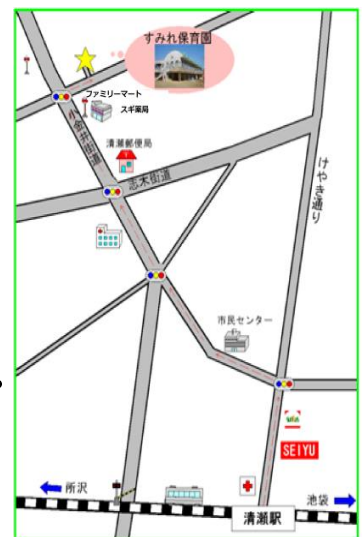 すみれ保育園
ファミリーマート
スギ薬局
小金井街道
清瀬郵便局
志木街道
けやき通り
市民センター
SEIYU
所沢
池袋
清瀬駅